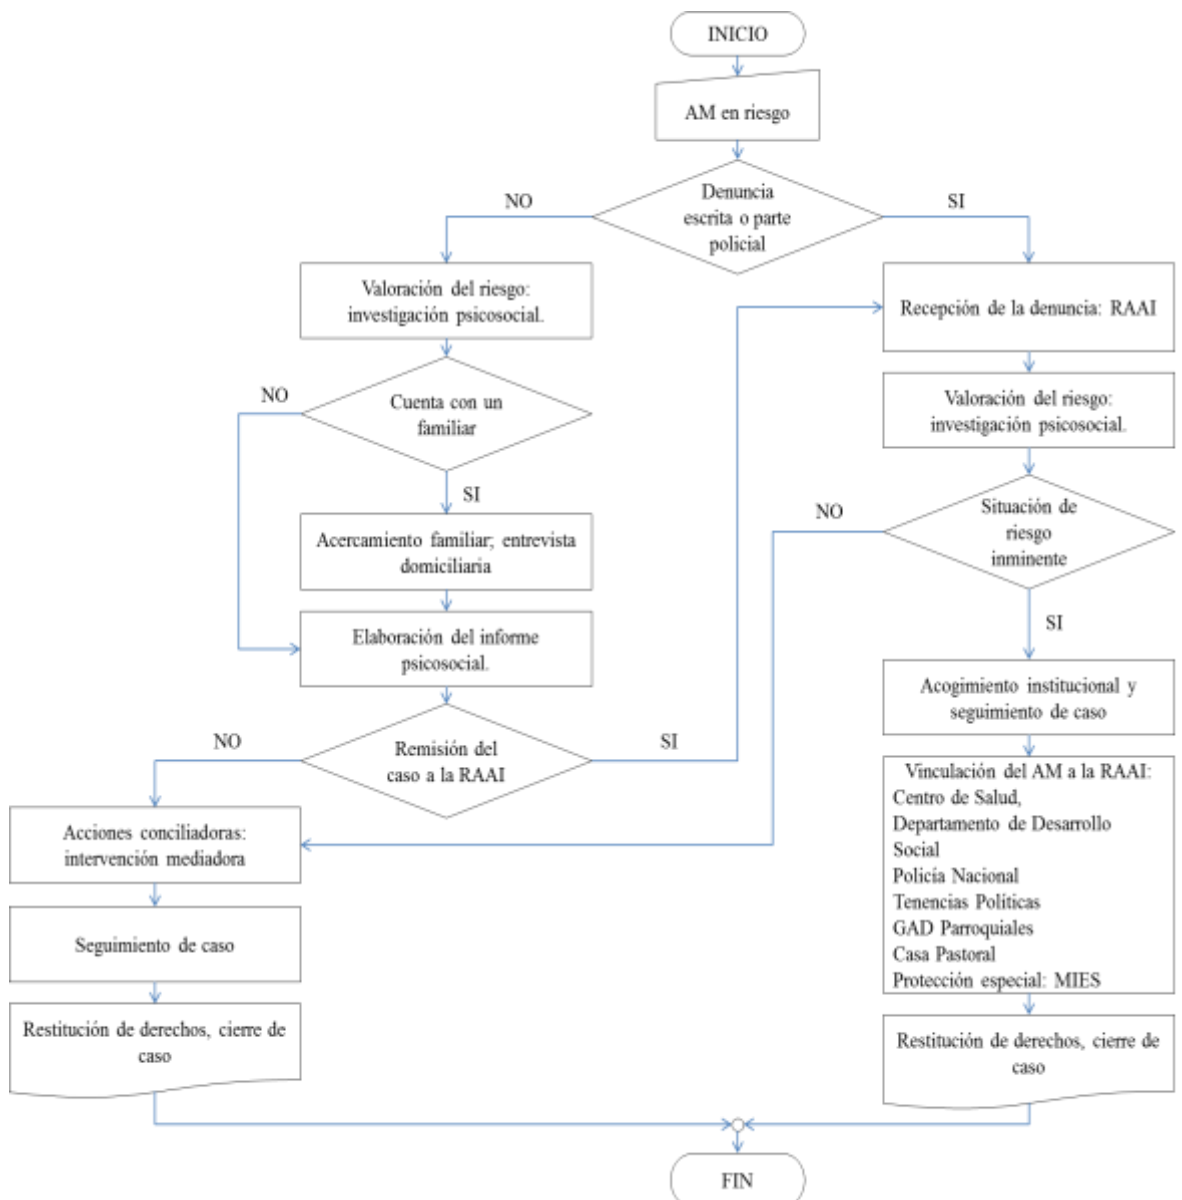 INICIO
AM en riesgo
Denuncia
escrita o parte
policial
NO
SI
Valoración del riesgo:
investigación psicosocial.
Recepción de la denuncia: RAAI
NO
Cuenta con un
familiar
Valoración del riesgo:
investigación psicosocial.
SI
Acercamiento familiar; entrevista
domiciliaria
NO
Situación de
riesgo
inminente
Elaboración del informe
psicosocial.
SI
Acogimiento institucional y
seguimiento de caso
NO
Remisión del
caso a la RAAI
SI
Vinculación del AM a la RAAI:
Centro de Salud,
Departamento de Desarrollo
Social
Policía Nacional
Tenencias Políticas
GAD Parroquiales
Casa Pastoral
Protección especial: MIES
Acciones conciliadoras:
intervención mediadora
Seguimiento de caso
Restitución de derechos, cierre de
caso
Restitución de derechos, cierre de
caso
FIN